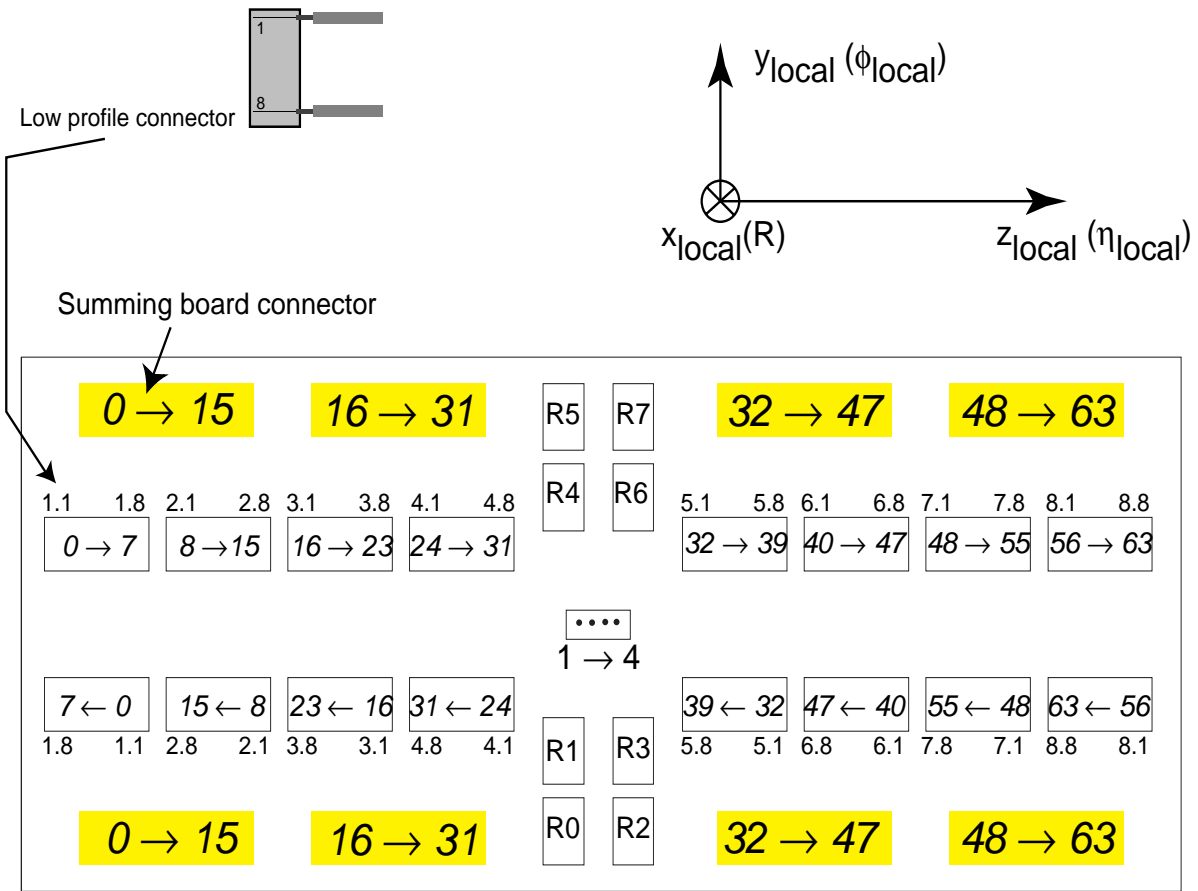 1
8
Low profile connector
y local (ϕ local)
x local (R)
z local (η local)
Summing board connector
0 → 15 16 → 31 R5 R7 32 → 47 48 → 63
R4 R6
1.1 1.8 2.1 2.8 3.1 3.8 4.1 4.8 5.1 5.8 6.1 6.8 7.1 7.8 8.1 8.8
0 → 7 8 → 15 16 → 23 24 → 31 32 → 39 40 → 47 48 → 55 56 → 63
1 → 4
7 ← 0 15 ← 8 23 ← 16 31 ← 24 39 ← 32 47 ← 40 55 ← 48 63 ← 56
1.8 1.1 2.8 2.1 3.8 3.1 4.8 4.1 R1 R3 5.8 5.1 6.8 6.1 7.8 7.1 8.8 8.1
0 → 15 16 → 31 R0 R2 32 → 47 48 → 63